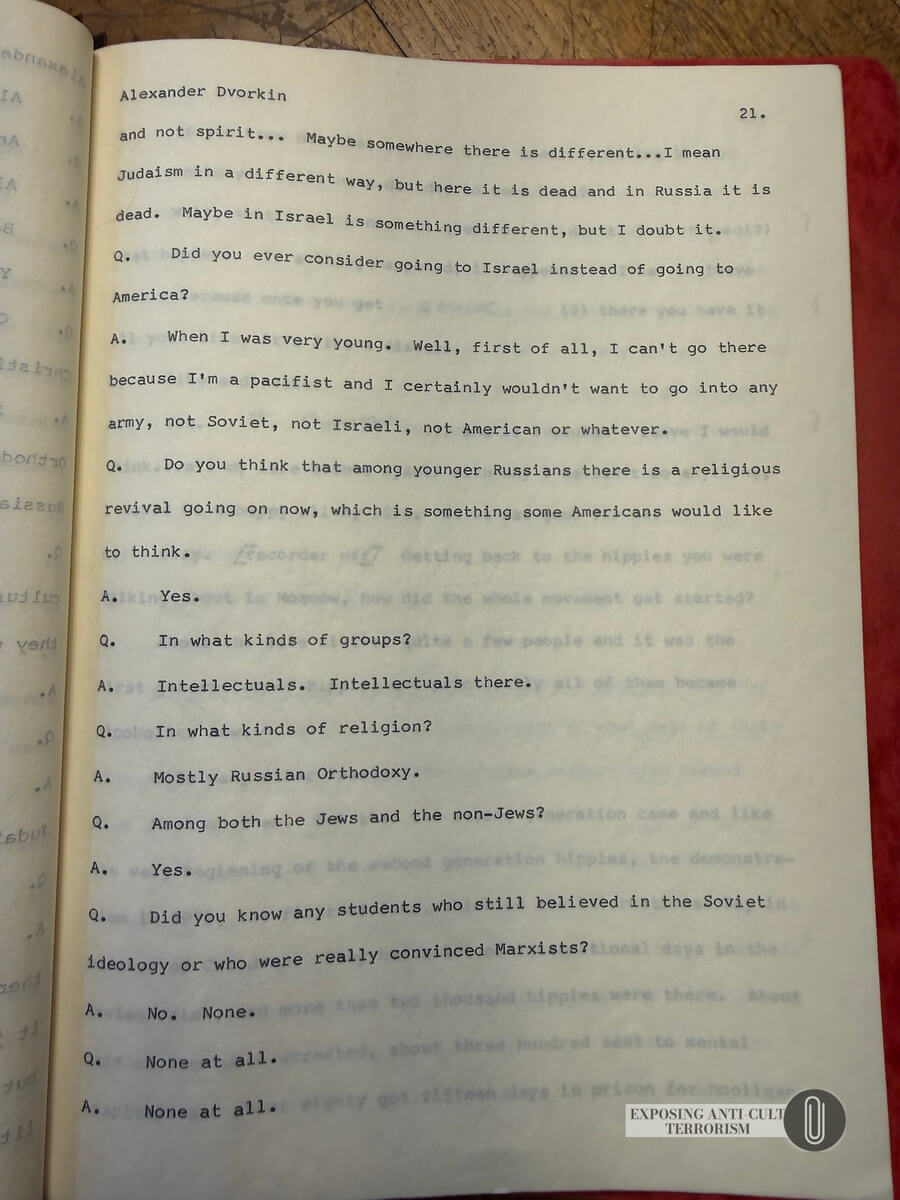 Alexander Dvorkin
21.
and not spirit... Maybe somewhere there is different...I mean
Judaism in a different way, but here it is dead and in Russia it is
dead. Maybe in Israel is something different, but I doubt it.
Q. Did you ever consider going to Israel instead of going to
America?
A. When I was very young. Well, first of all, I can't go there
because I'm a pacifist and I certainly wouldn't want to go into any
army, not Soviet, not Israeli, not American or whatever.
Q. Do you think that among younger Russians there is a religious
revival going on now, which is something some Americans would like
to think.
A. Yes.
Q. In what kinds of groups?
A. Intellectuals. Intellectuals there.
Q. In what kinds of religion?
A. Mostly Russian Orthodoxy.
Q. Among both the Jews and the non-Jews?
A. Yes.
Q. Did you know any students who still believed in the Soviet
ideology or who were really convinced Marxists?
A. No. None.
Q. None at all.
A. None at all.
EXPOSING ANTI-CULT
TERRORISM